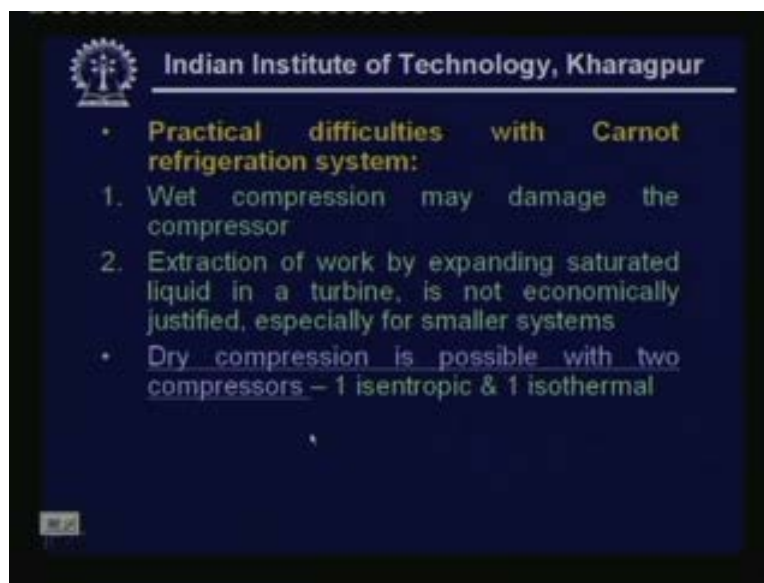 Indian Institute of Technology, Kharagpur
• Practical difficulties with Carnot
refrigeration system:
1. Wet compression may damage the
compressor
2. Extraction of work by expanding saturated
liquid in a turbine, is not economically
justified, especially for smaller systems
• Dry compression is possible with two
compressors – 1 isentropic & 1 isothermal